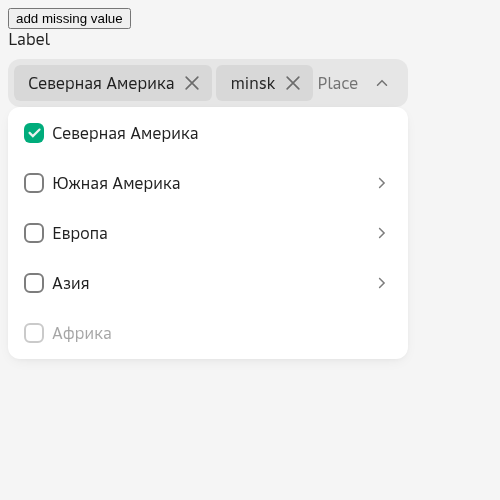 add missing value
Label
Северная Америка minsk Place
Северная Америка
Южная Америка
Европа
Азия
Африка